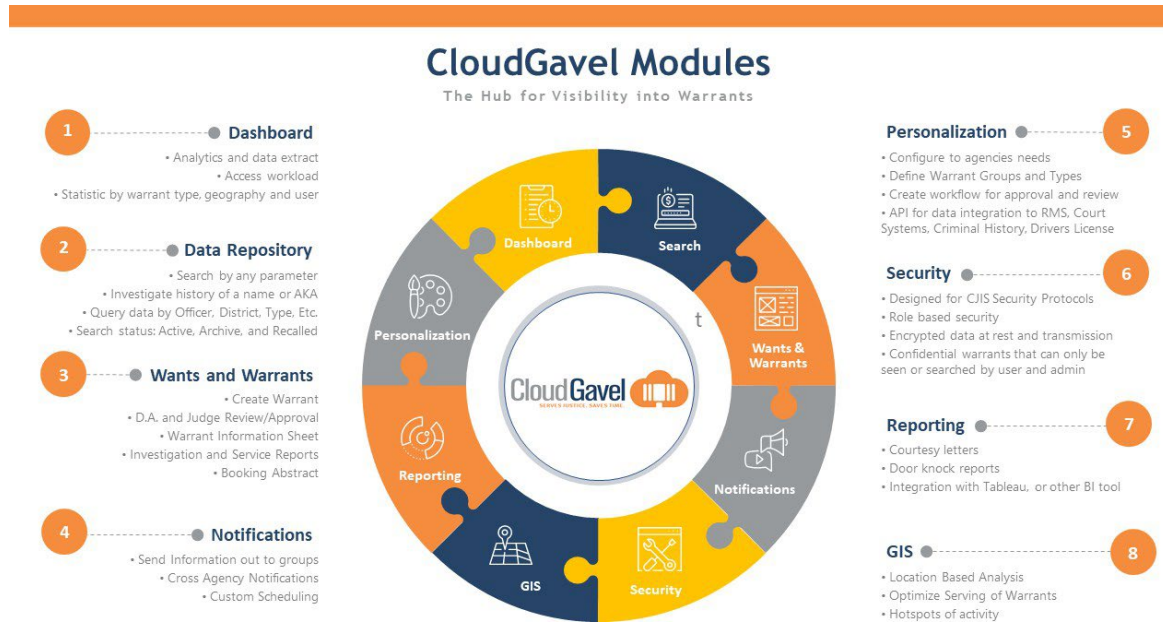 CloudGavel Modules
The Hub for Visibility into Warrants
1
Dashboard
• Analytics and data extract
• Access workload
• Statistic by warrant type, geography and user
2
Data Repository
• Search by any parameter
• Investigate history of a name or AKA
• Query data by Officer, District, Type, Etc.
• Search status: Active, Archive, and Recalled
3
Wants and Warrants
• Create Warrant
• D.A. and Judge Review/Approval
• Warrant Information Sheet
• Investigation and Service Reports
• Booking Abstract
4
Notifications
• Send Information out to groups
• Cross Agency Notifications
• Custom Scheduling
Dashboard
Search
Personalization
t
Wants &
Warrants
CloudGavel
SERVES JUSTICE. SAVES TIME.
Reporting
Notifications
GIS
Security
Personalization
5
• Configure to agencies needs
• Define Warrant Groups and Types
• Create workflow for approval and review
• API for data integration to RMS, Court
Systems, Criminal History, Drivers License
Security
6
• Designed for CJIS Security Protocols
• Role based security
• Encrypted data at rest and transmission
• Confidential warrants that can only be
seen or searched by user and admin
Reporting
7
• Courtesy letters
• Door knock reports
• Integration with Tableau, or other BI tool
GIS
8
• Location Based Analysis
• Optimize Serving of Warrants
• Hotspots of activity